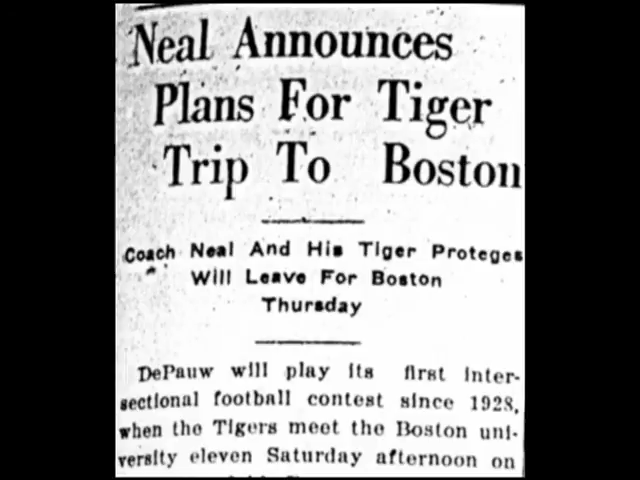 Neal Announces
Plans For Tiger
Trip To Boston
Coach Neal And His Tiger Proteges
Will Leave For Boston
Thursday
DePauw will play its first inter-
sectional football contest since 1928,
when the Tigers meet the Boston uni-
versity eleven Saturday afternoon on